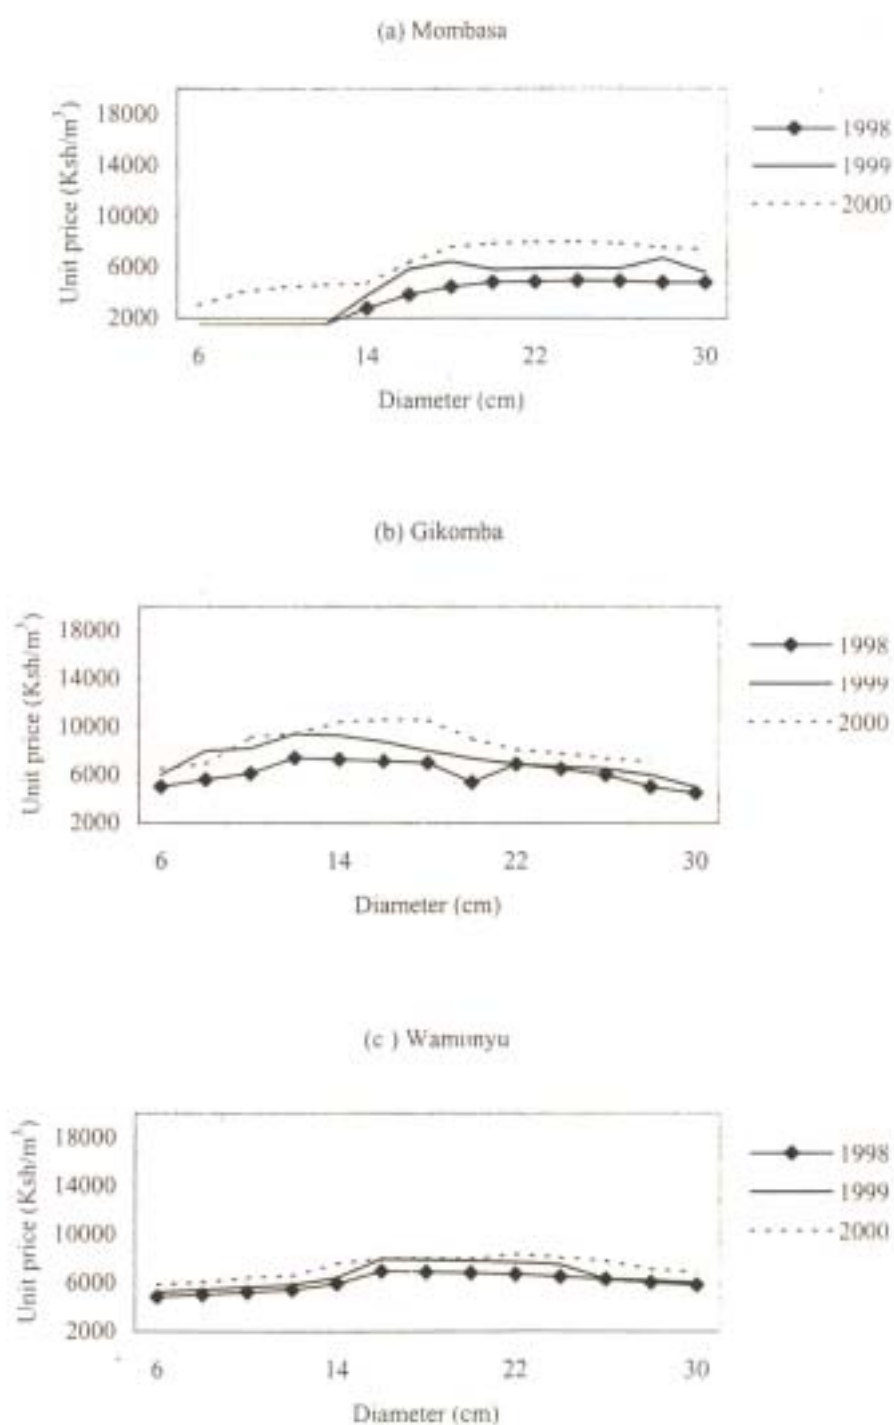 (a) Mombasa
Unit price (Ksh/m³)
18000
14000
10000
6000
2000
6 14 22 30
Diameter (cm)
1998
1999
2000
(b) Gikomba
Unit price (Ksh/m³)
18000
14000
10000
6000
2000
6 14 22 30
Diameter (cm)
1998
1999
2000
(c ) Wamunyu
Unit price (Ksh/m³)
18000
14000
10000
6000
2000
6 14 22 30
Diameter (cm)
1998
1999
2000